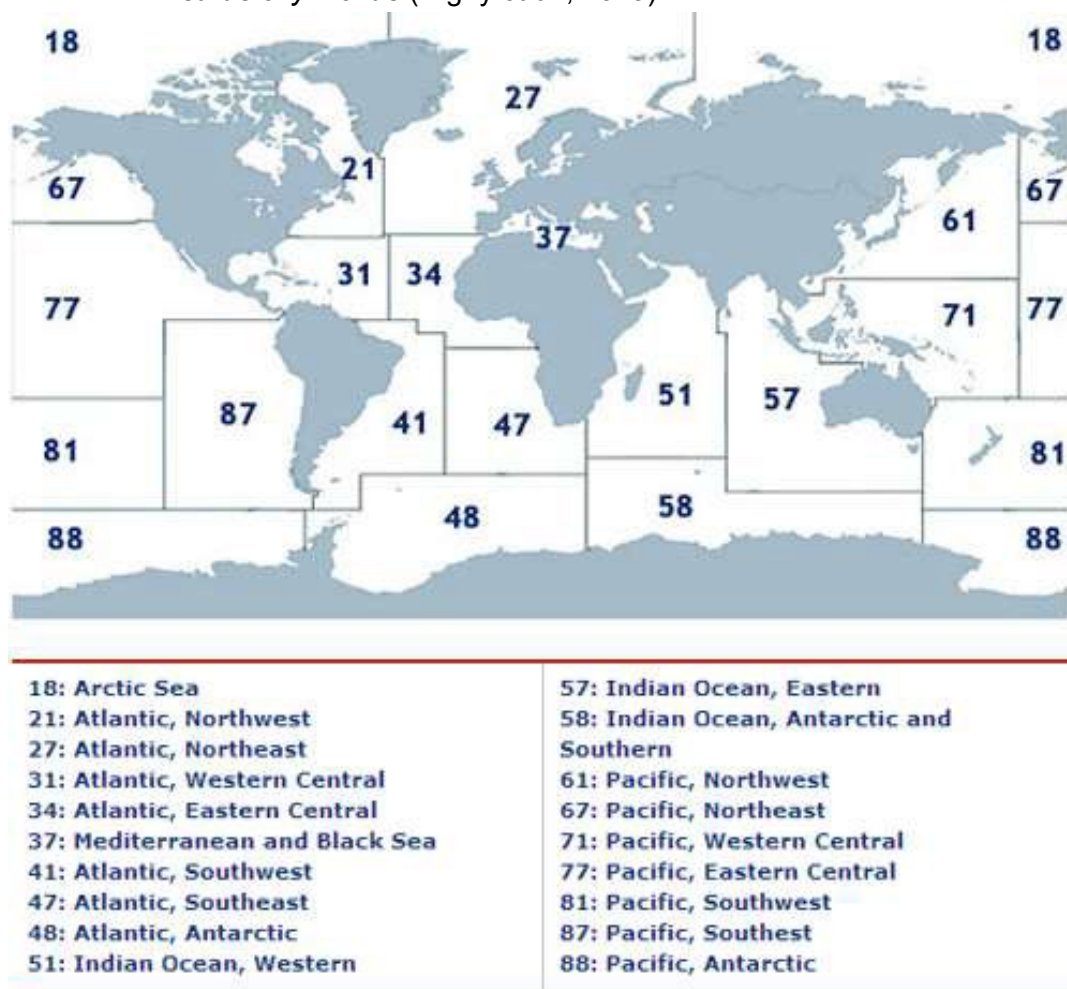 18
18
27
21
67
67
61
37
31
34
77
77
71
51
57
87
41
47
81
81
48
58
88
88
18: Arctic Sea
21: Atlantic, Northwest
27: Atlantic, Northeast
31: Atlantic, Western Central
34: Atlantic, Eastern Central
37: Mediterranean and Black Sea
41: Atlantic, Southwest
47: Atlantic, Southeast
48: Atlantic, Antarctic
51: Indian Ocean, Western
57: Indian Ocean, Eastern
58: Indian Ocean, Antarctic and
Southern
61: Pacific, Northwest
67: Pacific, Northeast
71: Pacific, Western Central
77: Pacific, Eastern Central
81: Pacific, Southwest
87: Pacific, Southest
88: Pacific, Antarctic